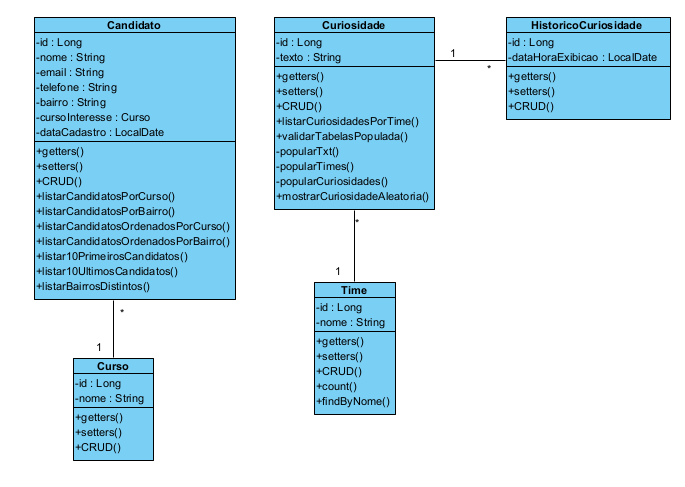 Candidato
-id : Long
-nome : String
-email : String
-telefone : String
-bairro : String
-cursoInteresse : Curso
-dataCadastro : LocalDate
+getters()
+setters()
+CRUD()
+listarCandidatosPorCurso()
+listarCandidatosPorBairro()
+listarCandidatosOrdenadosPorCurso()
+listarCandidatosOrdenadosPorBairro()
+listar10PrimeirosCandidatos()
+listar10UltimosCandidatos()
+listarBairrosDistintos()
*
1
Curso
-id : Long
-nome : String
+getters()
+setters()
+CRUD()
Curiosidade
-id : Long
-texto : String
+getters()
+setters()
+CRUD()
+listarCuriosidadesPorTime()
+validarTabelasPopulada()
-popularTxt()
-popularTimes()
-popularCuriosidades()
+mostrarCuriosidadeAleatoria()
1
*
HistoricoCuriosidade
-id : Long
-dataHoraExibicao : LocalDate
+getters()
+setters()
+CRUD()
*
1
Time
-id : Long
-nome : String
+getters()
+setters()
+CRUD()
+count()
+findByNome()